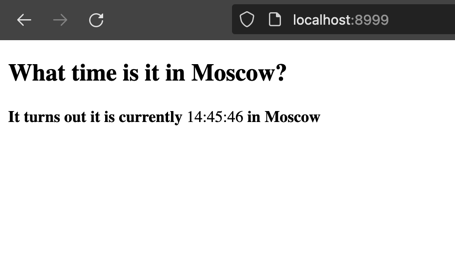 localhost:8999
What time is it in Moscow?
It turns out it is currently 14:45:46 in Moscow